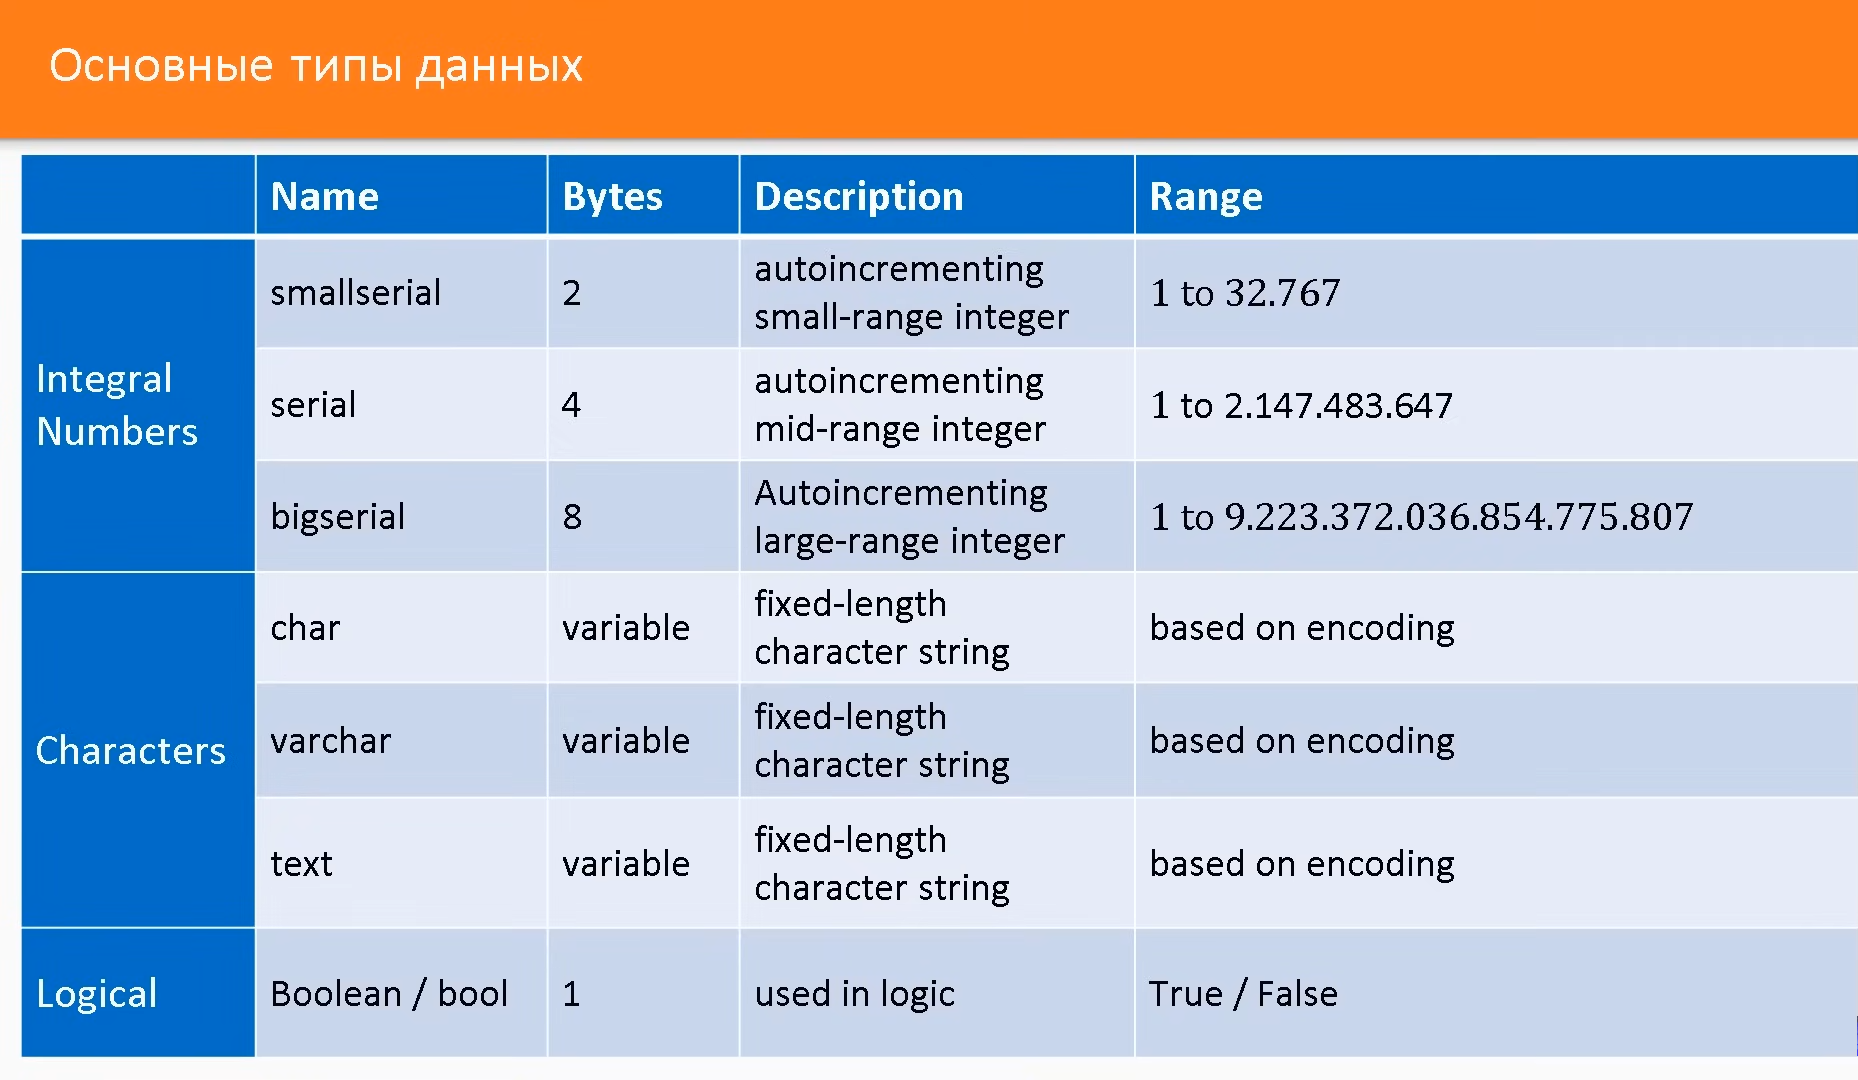 Основные типы данных
Name Bytes Description Range
Integral
Numbers
smallserial 2 autoincrementing
small-range integer 1 to 32.767
serial 4 autoincrementing
mid-range integer 1 to 2.147.483.647
bigserial 8 Autoincrementing
large-range integer 1 to 9.223.372.036.854.775.807
Characters
char variable fixed-length
character string based on encoding
varchar variable fixed-length
character string based on encoding
text variable fixed-length
character string based on encoding
Logical Boolean / bool 1 used in logic True / False